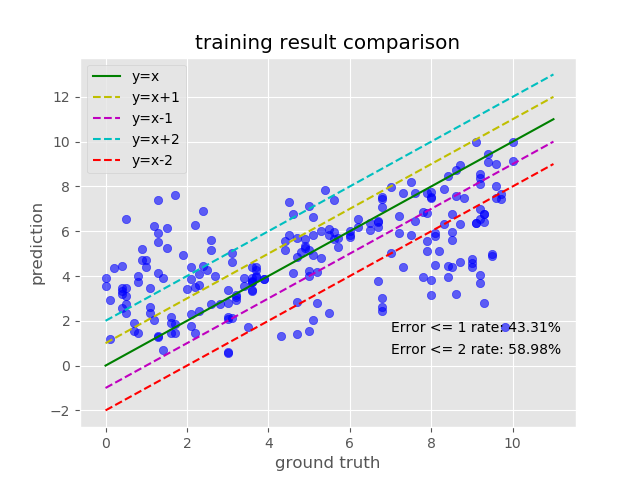 training result comparison
y=x
y=x+1
y=x-1
y=x+2
y=x-2
12
10
8
6
4
2
0
−2
prediction
Error <= 1 rate: 43.31%
Error <= 2 rate: 58.98%
0 2 4 6 8 10
ground truth